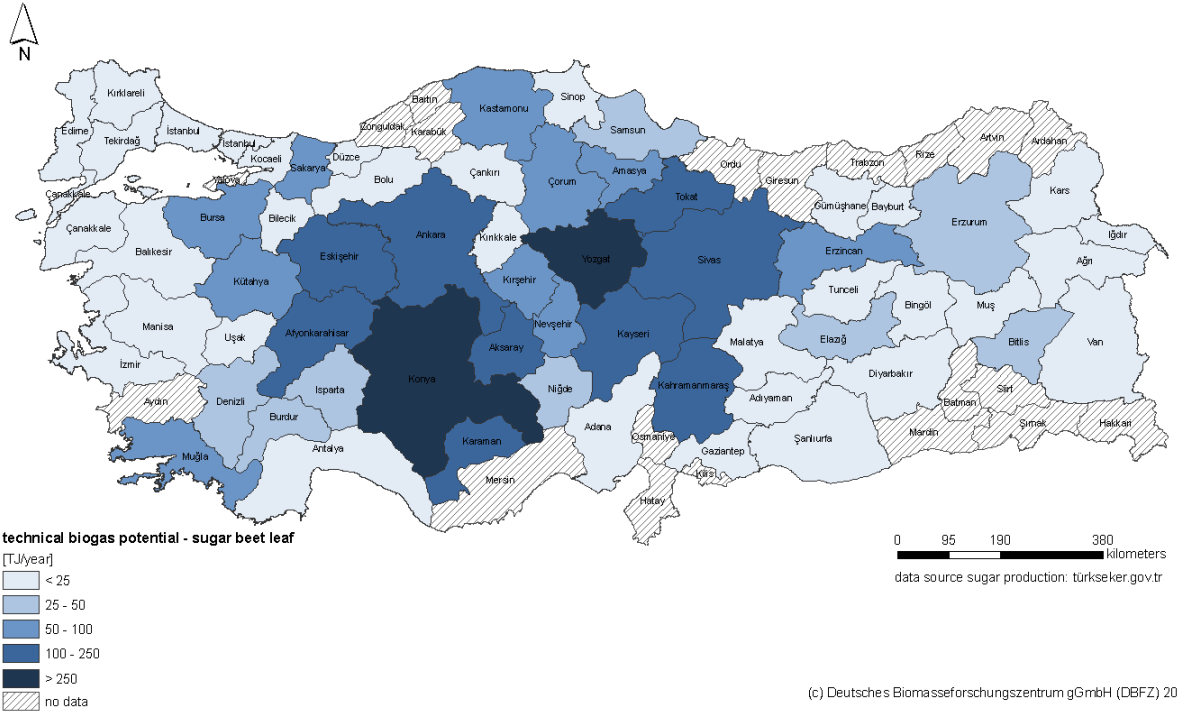 N
Kırklareli
Edirne
Tekirdağ
İstanbul
İstanbul
Kocaeli
Yalova
Sakarya
Düzce
Bolu
Zonguldak
Bartın
Karabük
Kastamonu
Sinop
Samsun
Çankırı
Çorum
Amasya
Tokat
Ordu
Giresun
Trabzon
Rize
Artvin
Ardahan
Kars
Gümüşhane
Bayburt
Erzurum
Iğdır
Ağrı
Çanakkale
Çanakkale
Balıkesir
Bursa
Bilecik
Eskişehir
Ankara
Kırıkkale
Yozgat
Sivas
Erzincan
Tunceli
Bingöl
Muş
Kütahya
Kırşehir
Manisa
Uşak
Afyonkarahisar
Nevşehir
Kayseri
Malatya
Elazığ
Bitlis
Van
İzmir
Aksaray
Konya
Diyarbakır
Aydın
Denizli
Isparta
Burdur
Niğde
Kahramanmaraş
Adıyaman
Batman
Siirt
Muğla
Antalya
Karaman
Mersin
Adana
Osmaniye
Gaziantep
Kilis
Hatay
Şanlıurfa
Mardin
Şırnak
Hakkari
technical biogas potential - sugar beet leaf
[TJ/year]
< 25
25 - 50
50 - 100
100 - 250
> 250
no data
0 95 190 380
kilometers
data source sugar production: türkseker.gov.tr
(c) Deutsches Biomasseforschungszentrum gGmbH (DBFZ) 20